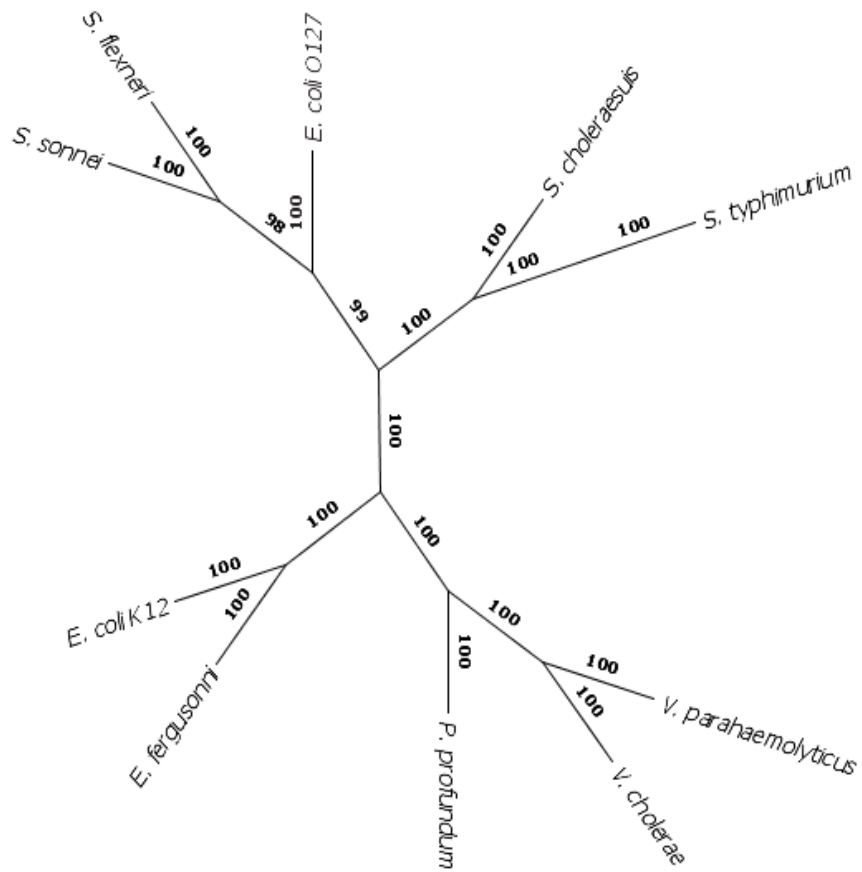 S. flexneri
E. coli O127
S. sonnei
100
100
100
98
S. choleraesuis
S. typhimurium
100
100
100
99
100
100
100
100
100
100
E. coli K12
E. fergusonni
100
100
100
100
P. profundum
V. parahaemolyticus
V. cholerae